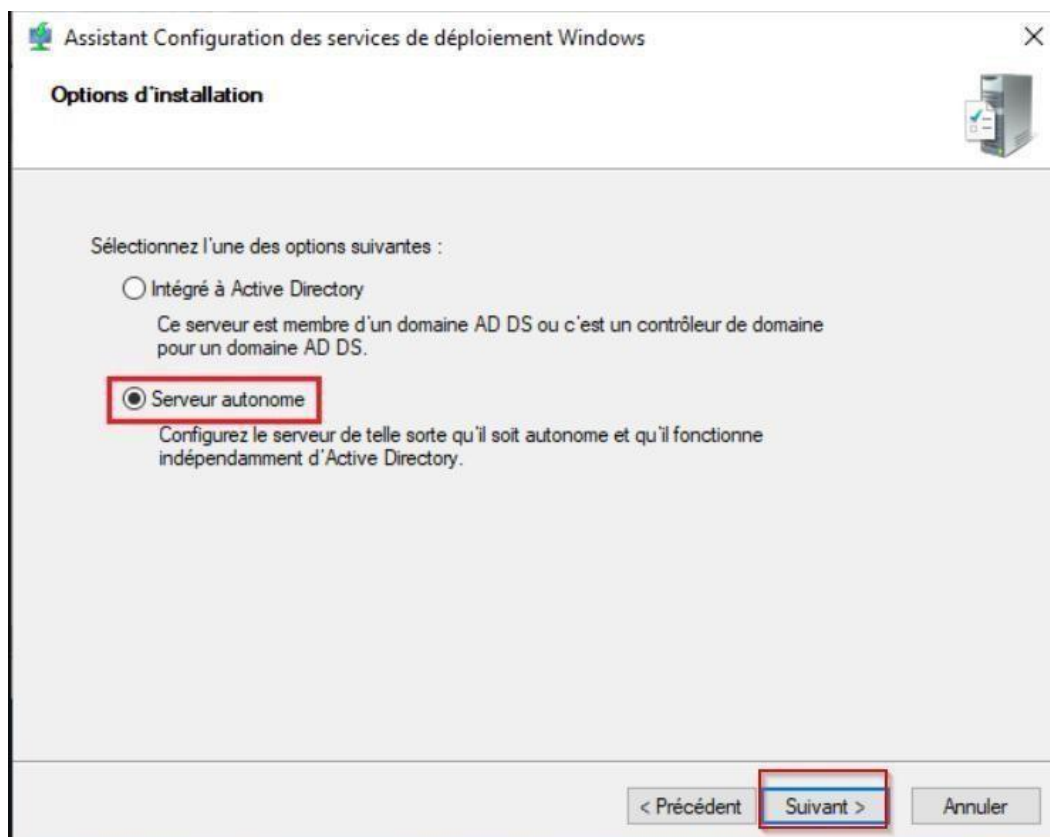 Assistant Configuration des services de déploiement Windows
Options d'installation
Sélectionnez l'une des options suivantes :
Intégré à Active Directory
Ce serveur est membre d'un domaine AD DS ou c'est un contrôleur de domaine
pour un domaine AD DS.
Serveur autonome
Configurez le serveur de telle sorte qu'il soit autonome et qu'il fonctionne
indépendamment d'Active Directory.
< Précédent Suivant > Annuler